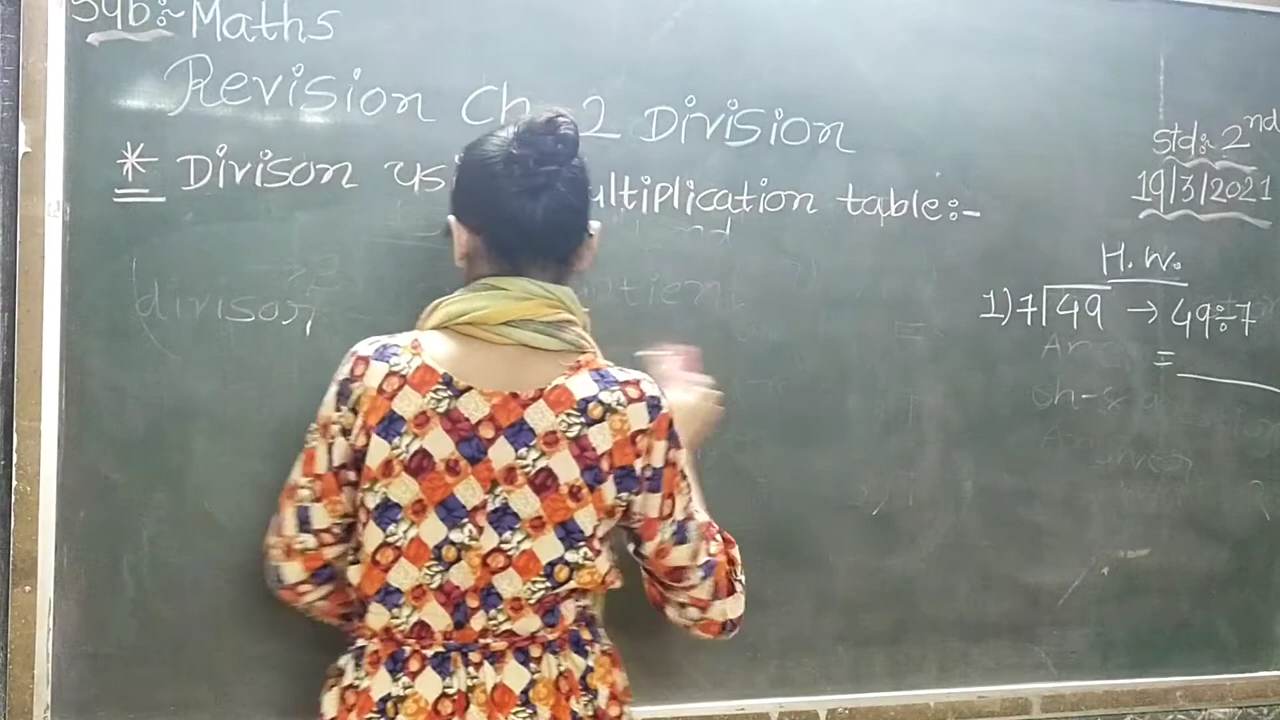 Sub:- Maths
Revision Ch 2 Division
* Divison us ultiplication table:-
divisor
Std:- 2nd
19/3/2021
H.W.
1) 7)49 → 49÷7
=